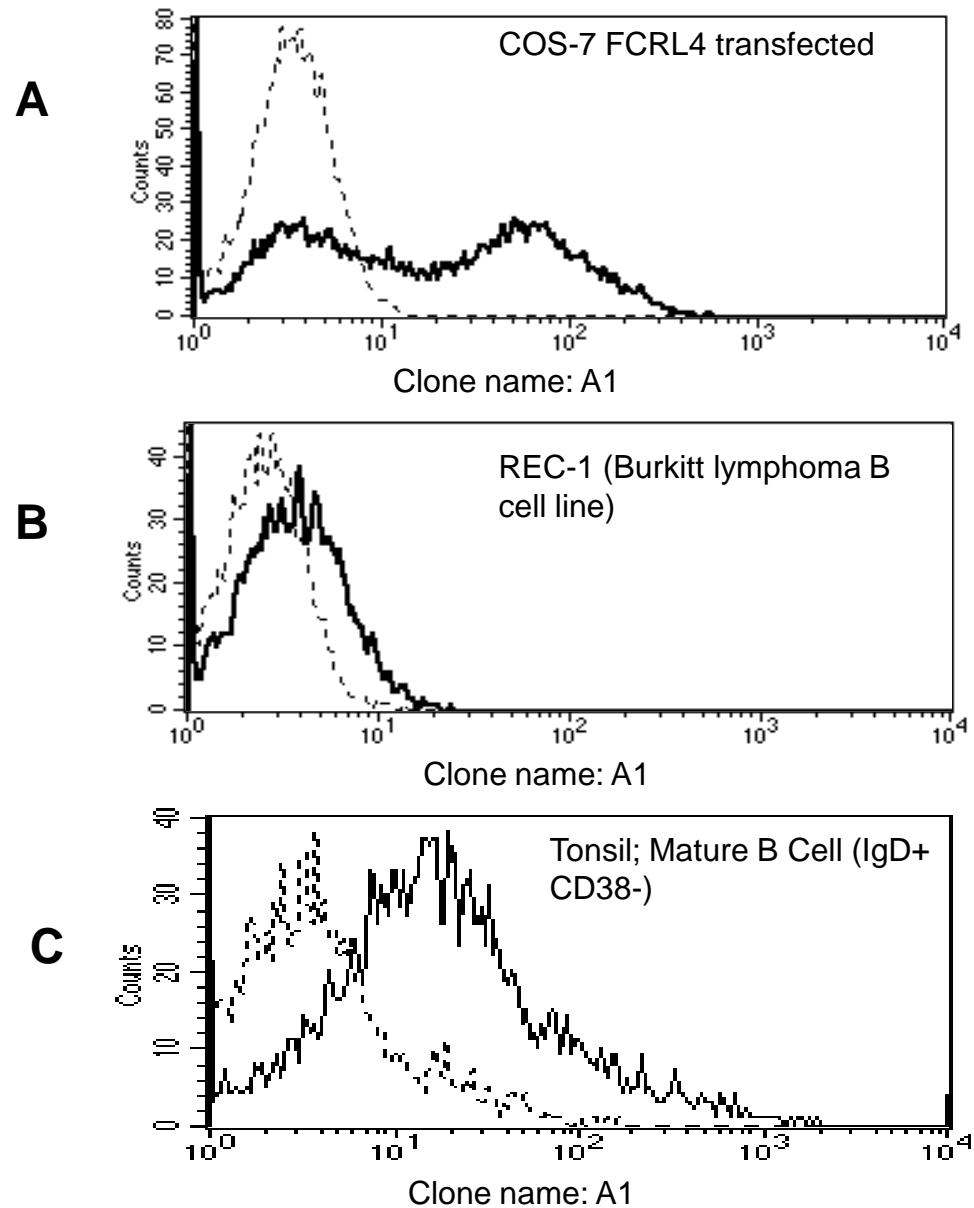 A
COS-7 FCRL4 transfected
Counts
80
70
60
50
40
30
20
10
0
10^0 10^1 10^2 10^3 10^4
Clone name: A1
B
REC-1 (Burkitt lymphoma B
cell line)
Counts
40
30
20
10
0
10^0 10^1 10^2 10^3 10^4
Clone name: A1
C
Tonsil; Mature B Cell (IgD+
CD38-)
Counts
40
30
20
10
0
10^0 10^1 10^2 10^3 10^4
Clone name: A1